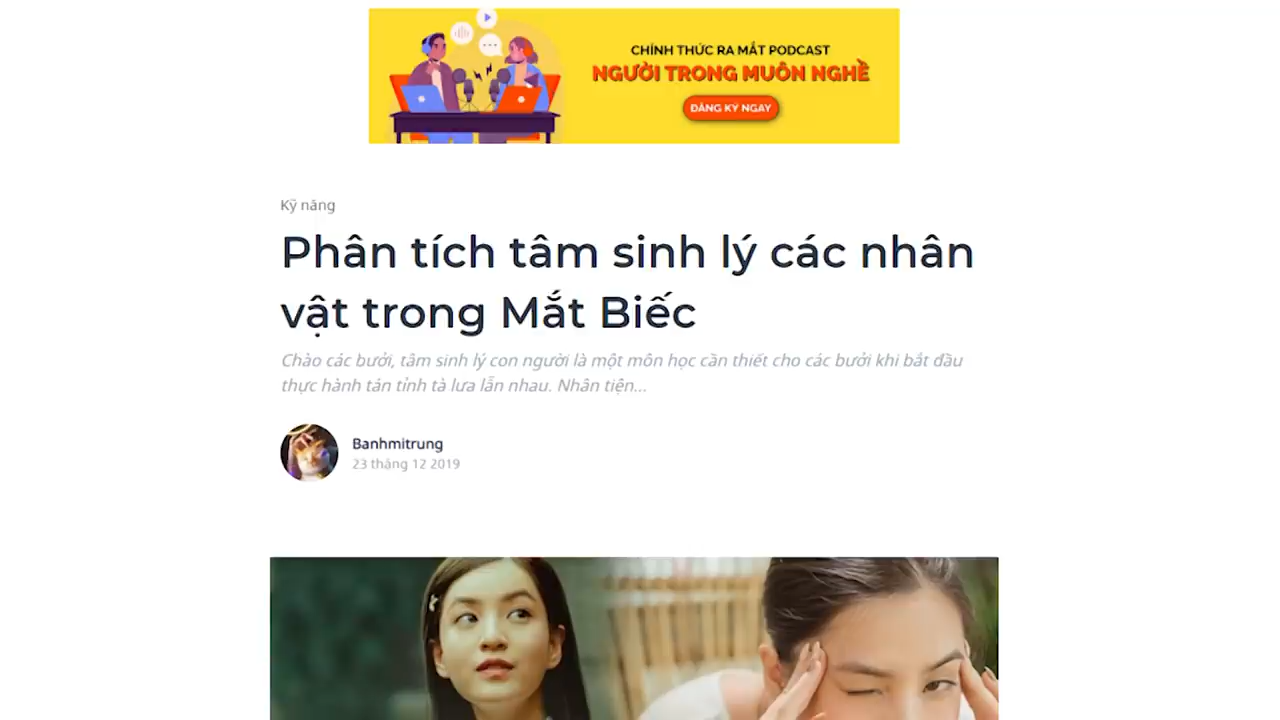 CHÍNH THỨC RA MẮT PODCAST
NGƯỜI TRONG MUÔN NGHỀ
ĐĂNG KÝ NGAY
Kỹ năng
Phân tích tâm sinh lý các nhân
vật trong Mắt Biếc
Chào các bưởi, tâm sinh lý con người là một môn học cần thiết cho các bưởi khi bắt đầu
thực hành tán tỉnh tà lưa lẫn nhau. Nhân tiện...
Banhmitrung
23 tháng 12 2019